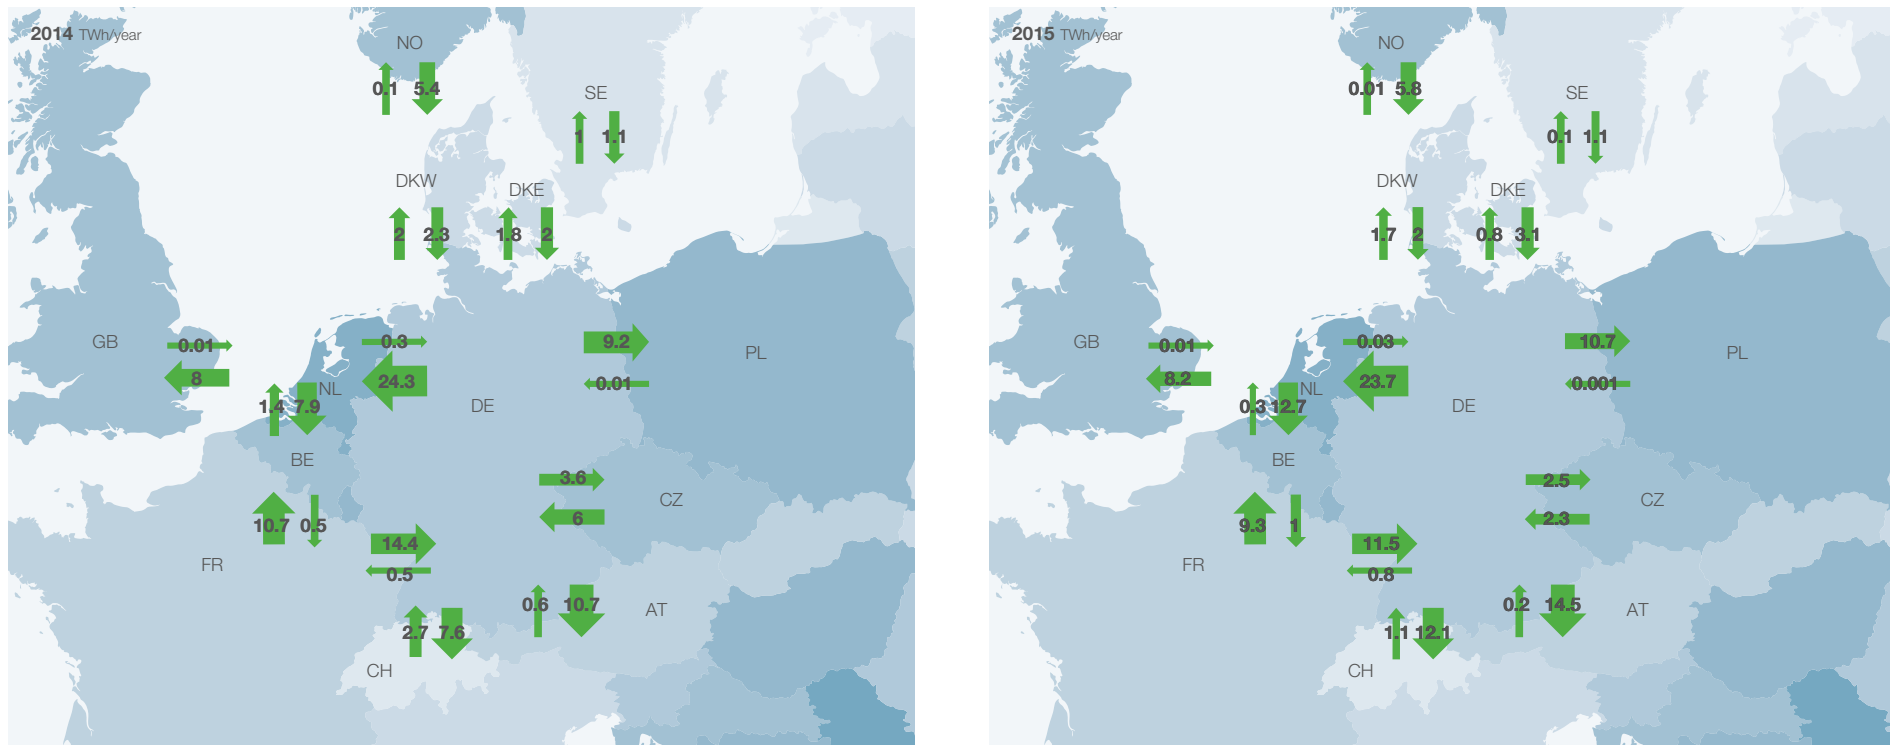 2014 TWh/year
NO
0.1 5.4
SE
1 1.1
DKW
DKE
2 2.3
1.8 2
GB
0.01
8
0.3
24.3
NL
1.4 7.9
9.2
0.01
PL
DE
BE
3.6
6
CZ
10.7 0.5
14.4
0.5
FR
0.6 10.7
AT
2.7 7.6
CH
2015 TWh/year
NO
0.01 5.8
SE
0.1 1.1
DKW
DKE
1.7 2
0.8 3.1
GB
0.01
8.2
0.03
23.7
NL
0.3 12.7
10.7
0.001
PL
DE
BE
2.5
2.3
CZ
9.3 1
11.5
0.8
FR
0.2 14.5
AT
1.1 12.1
CH